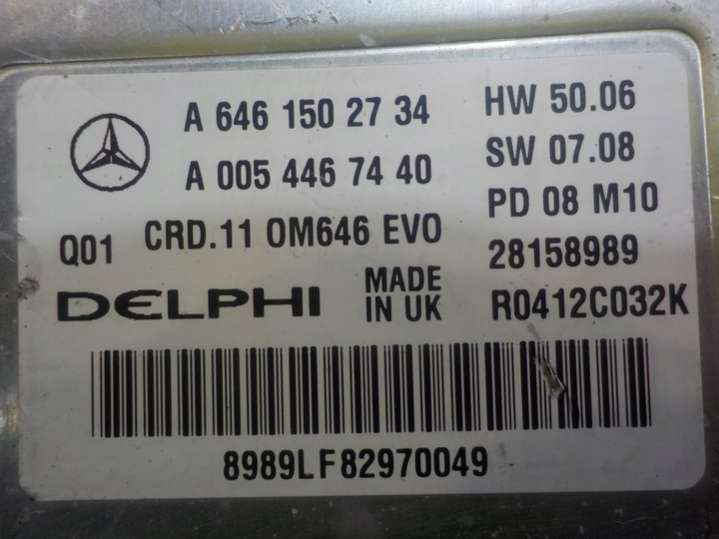 A 646 150 27 34 HW 50.06
A 005 446 74 40 SW 07.08
PD 08 M10
Q01 CRD.11 OM646 EVO 28158989
DELPHI MADE IN UK R0412C032K
8989LF82970049